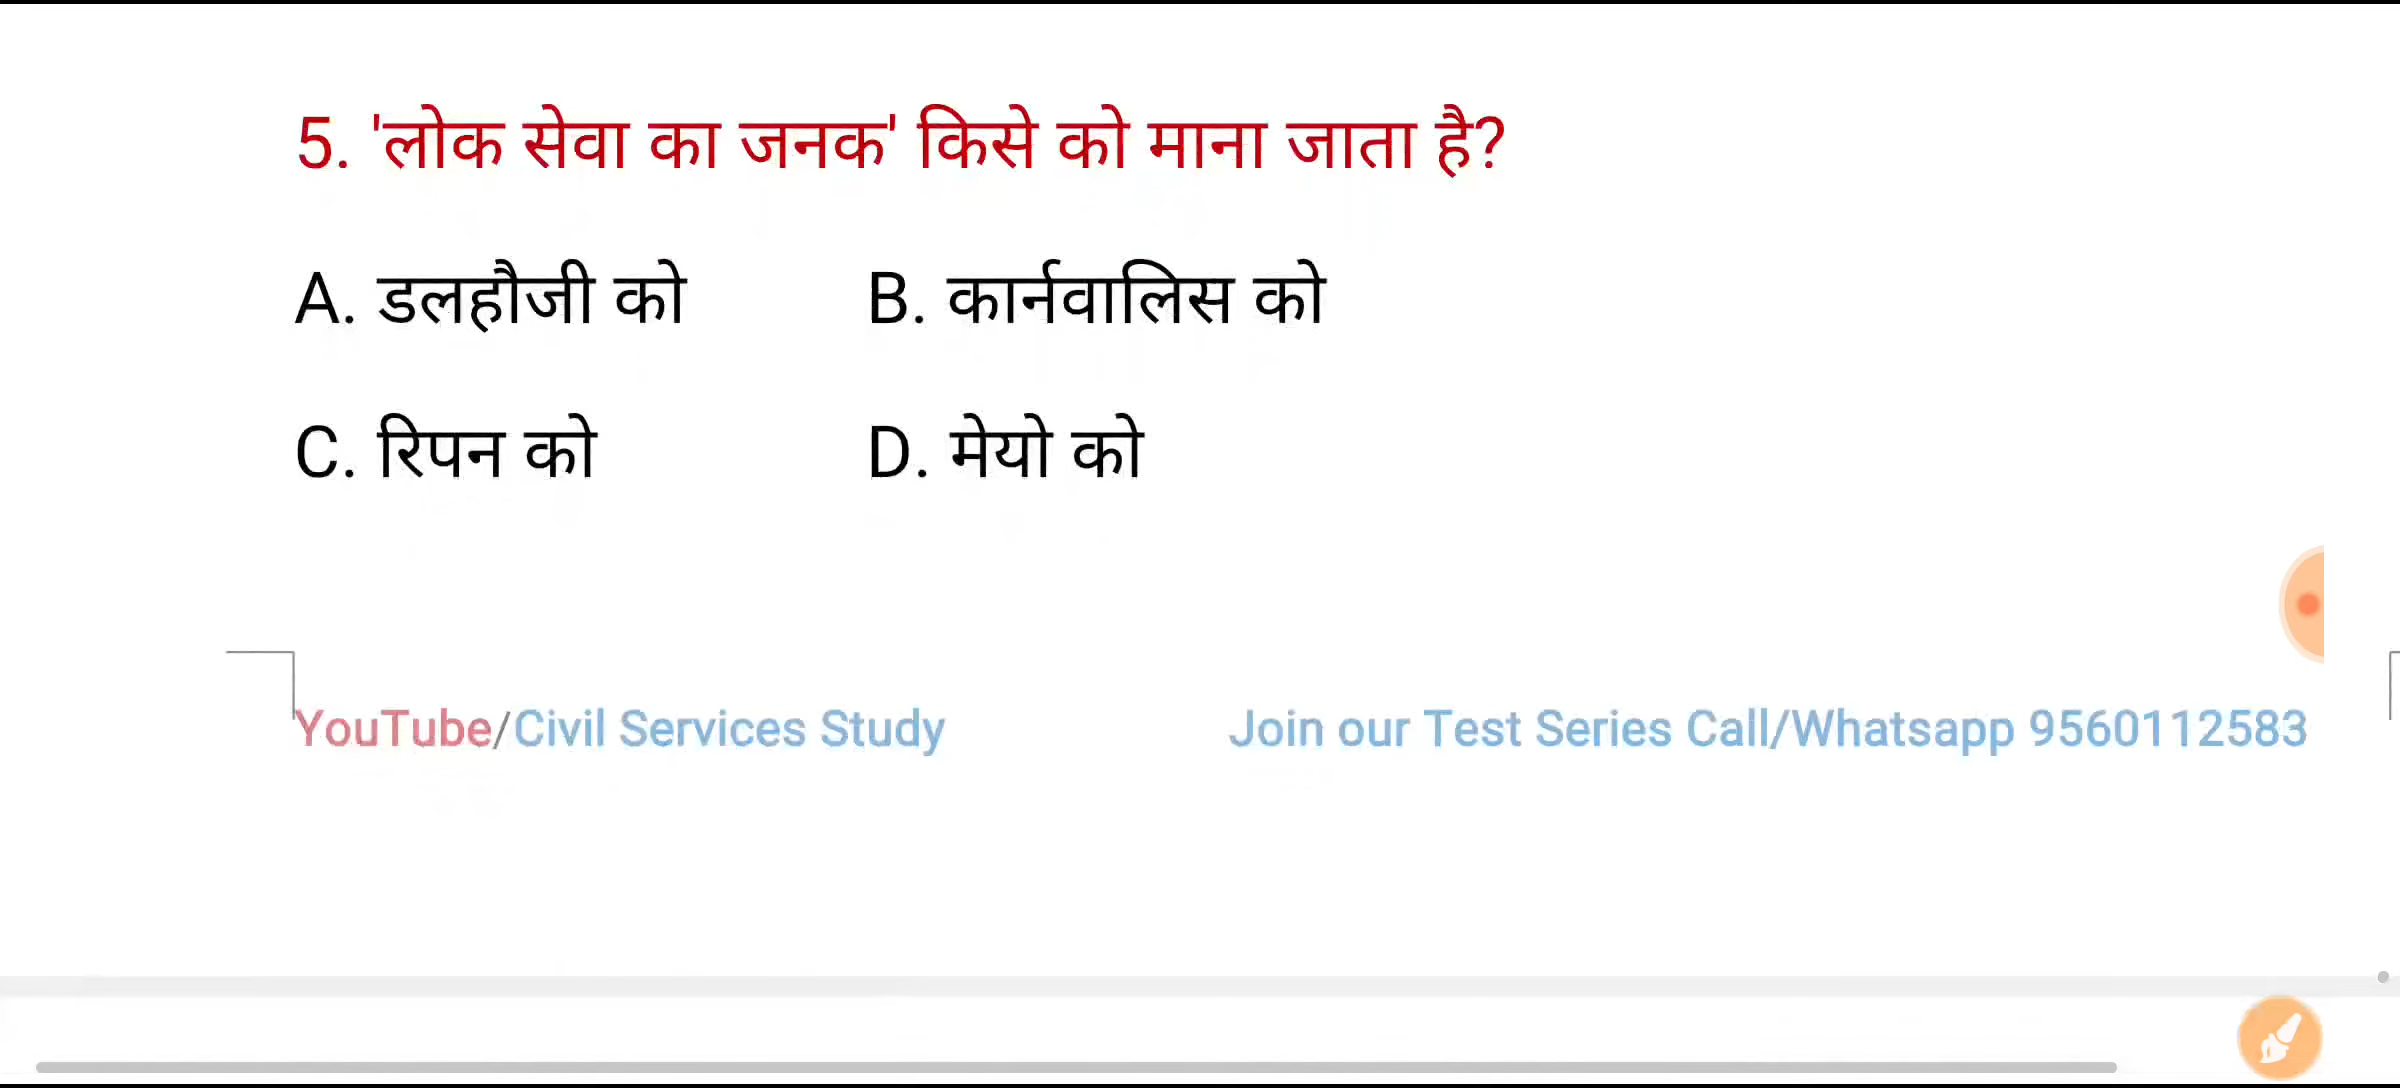 5. 'लोक सेवा का जनक' किसे को माना जाता है?
A. डलहौजी को B. कार्नवालिस को
C. रिपन को D. मेयो को
YouTube/Civil Services Study Join our Test Series Call/Whatsapp 9560112583